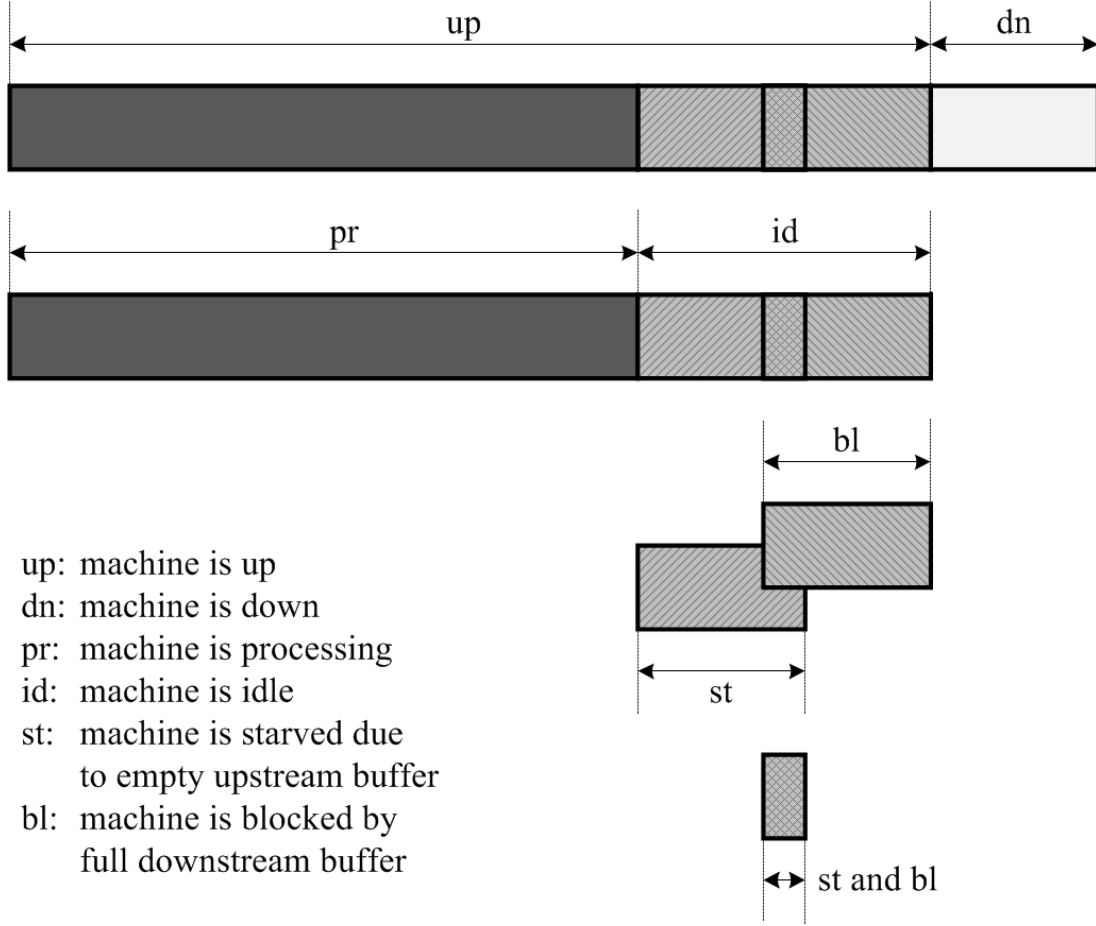 up
dn
pr
id
bl
up: machine is up
dn: machine is down
pr: machine is processing
id: machine is idle
st: machine is starved due
to empty upstream buffer
bl: machine is blocked by
full downstream buffer
st
st and bl